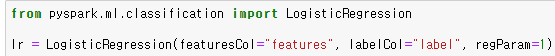 from pyspark.ml.classification import LogisticRegression
lr = LogisticRegression(featuresCol="features", labelCol="label", regParam=1)